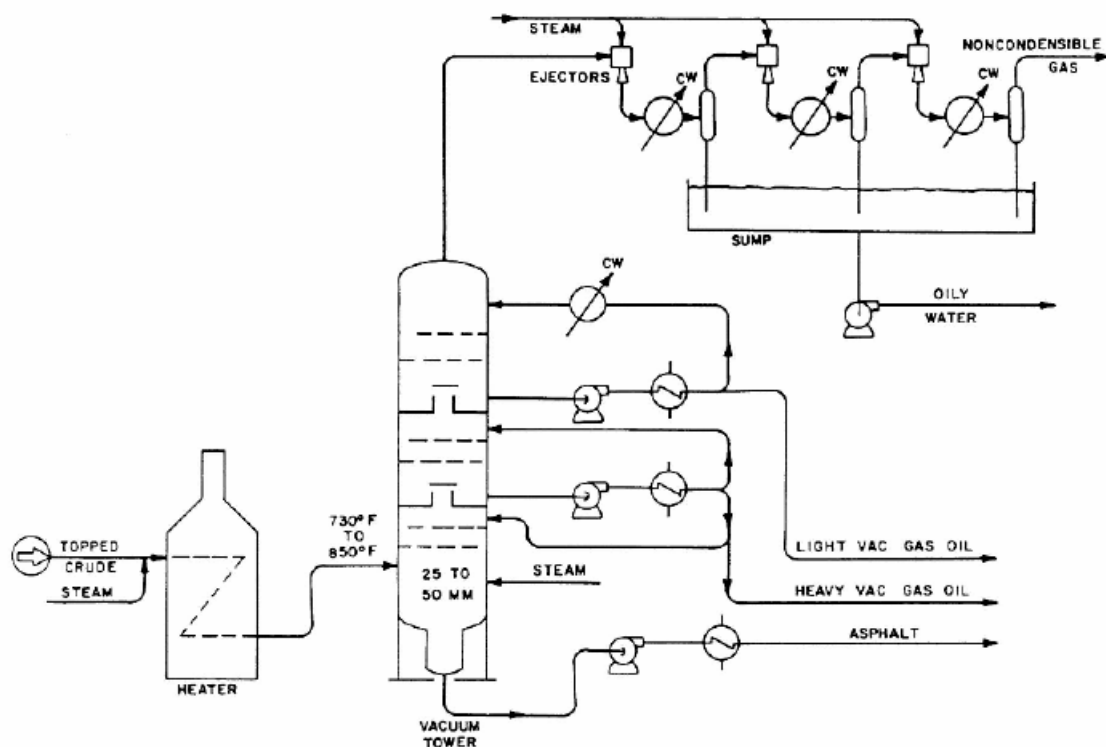 STEAM
NONCONDENSIBLE
GAS
EJECTORS
CW
CW
CW
SUMP
CW
OILY
WATER
730°F
TO
850°F
TOPPED
CRUDE
STEAM
25 TO
50 MM
STEAM
LIGHT VAC GAS OIL
HEAVY VAC GAS OIL
ASPHALT
HEATER
VACUUM
TOWER